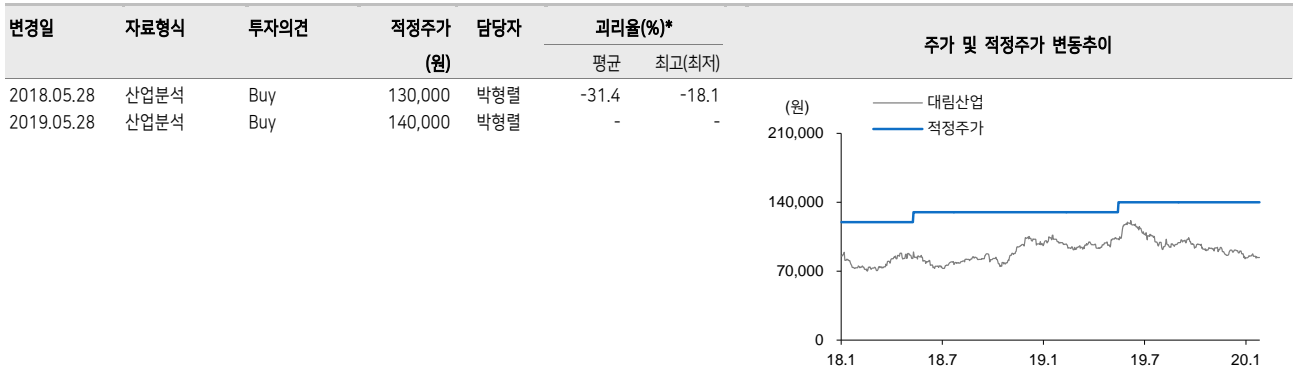 변경일 자료형식 투자의견 적정주가 담당자 괴리율(%)* 주가 및 적정주가 변동추이
(원) 평균 최고(최저)
2018.05.28 산업분석 Buy 130,000 박형렬 -31.4 -18.1
2019.05.28 산업분석 Buy 140,000 박형렬 - -
(원)
대림산업
적정주가
210,000
140,000
70,000
0
18.1 18.7 19.1 19.7 20.1